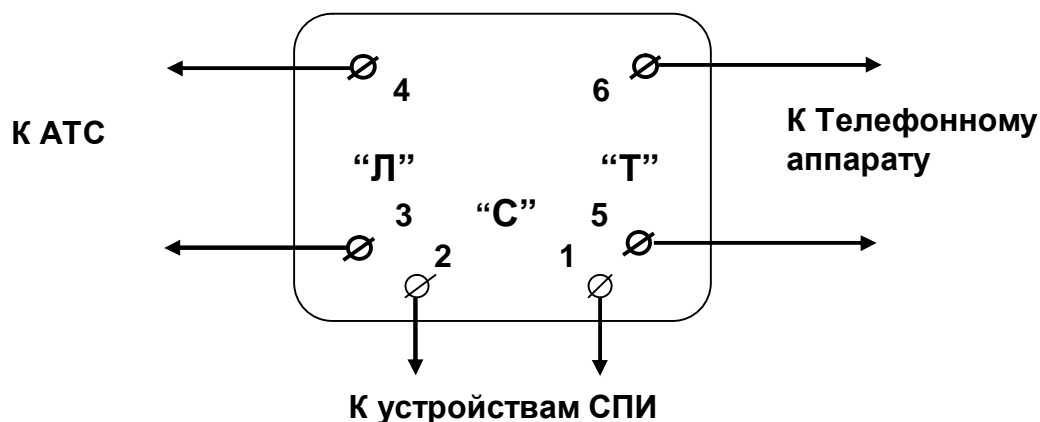 4
6
К АТС
К Телефонному
аппарату
“Л”
“Т”
3
“С”
5
2
1
К устройствам СПИ